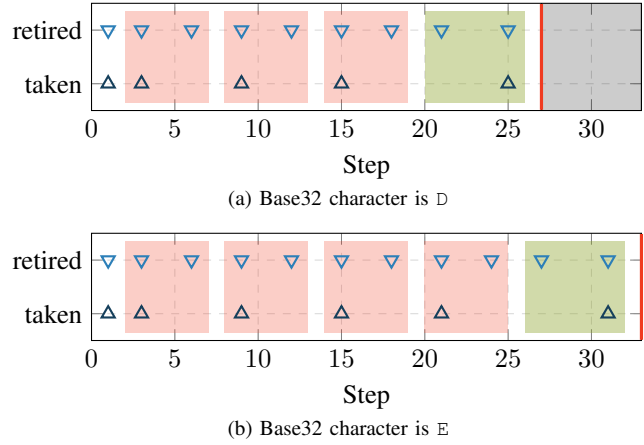 retired
taken
0 5 10 15 20 25 30
Step
(a) Base32 character is D
retired
taken
0 5 10 15 20 25 30
Step
(b) Base32 character is E